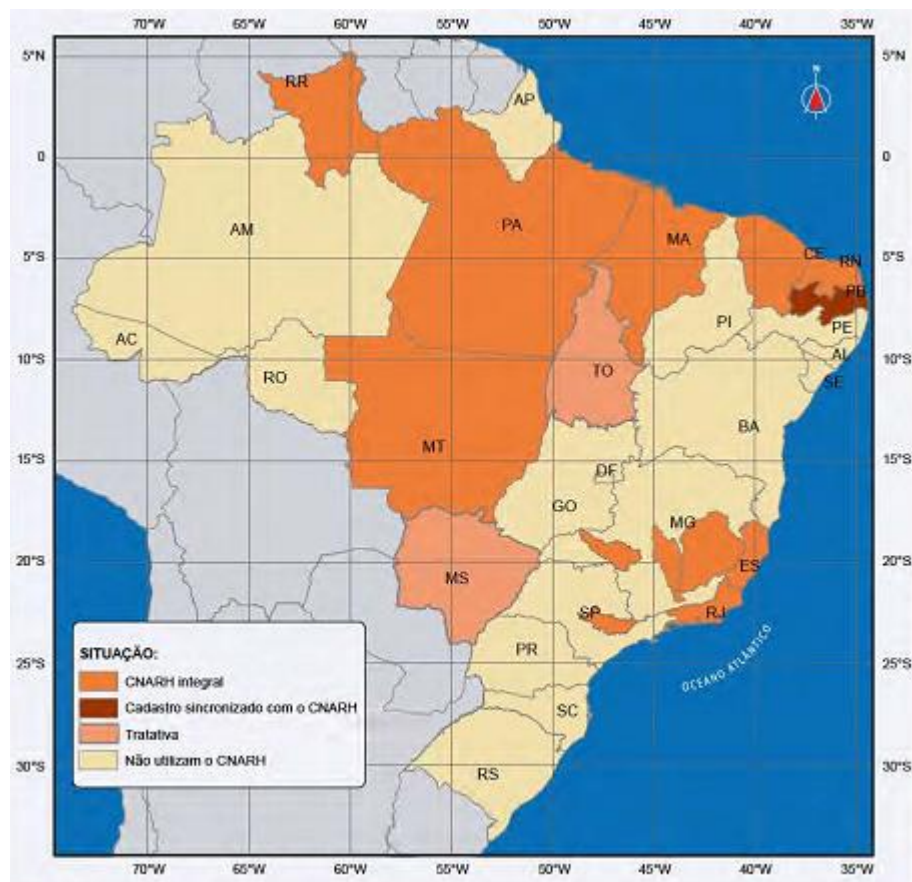 70°W 65°W 60°W 55°W 50°W 45°W 40°W 35°W
5°N 5°N
N
RR
AP
0 0
AM
PA
MA
CE
RN
PB
5°S 5°S
PI
PE
AC
AL
10°S 10°S
RO
TO
SE
BA
MT
15°S 15°S
DF
GO
MG
20°S 20°S
MS
ES
SP
RJ
PR
OCEANO ATLÂNTICO
25°S 25°S
SC
RS
30°S 30°S
SITUAÇÃO:
CNARH integral
Cadastro sincronizado com o CNARH
Tratativa
Não utilizam o CNARH
70°W 65°W 60°W 55°W 50°W 45°W 40°W 35°W